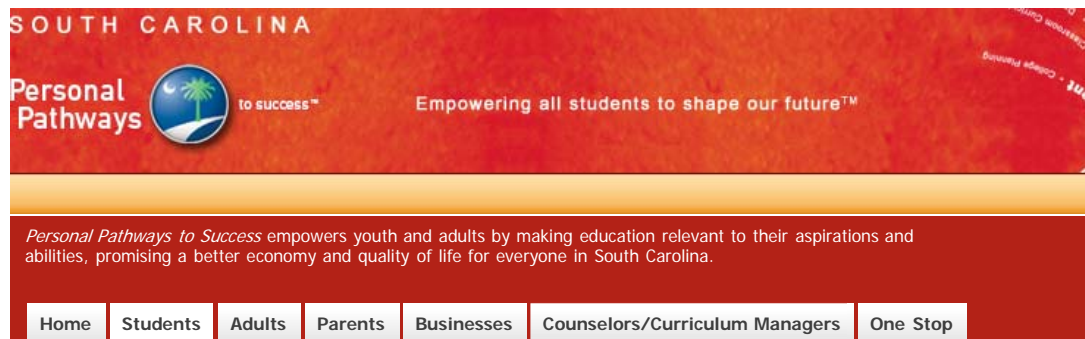 SOUTH CAROLINA
Personal
Pathways
to success™
Empowering all students to shape our future™
College Planning
Personal Pathways to Success empowers youth and adults by making education relevant to their aspirations and
abilities, promising a better economy and quality of life for everyone in South Carolina.
Home Students Adults Parents Businesses Counselors/Curriculum Managers One Stop